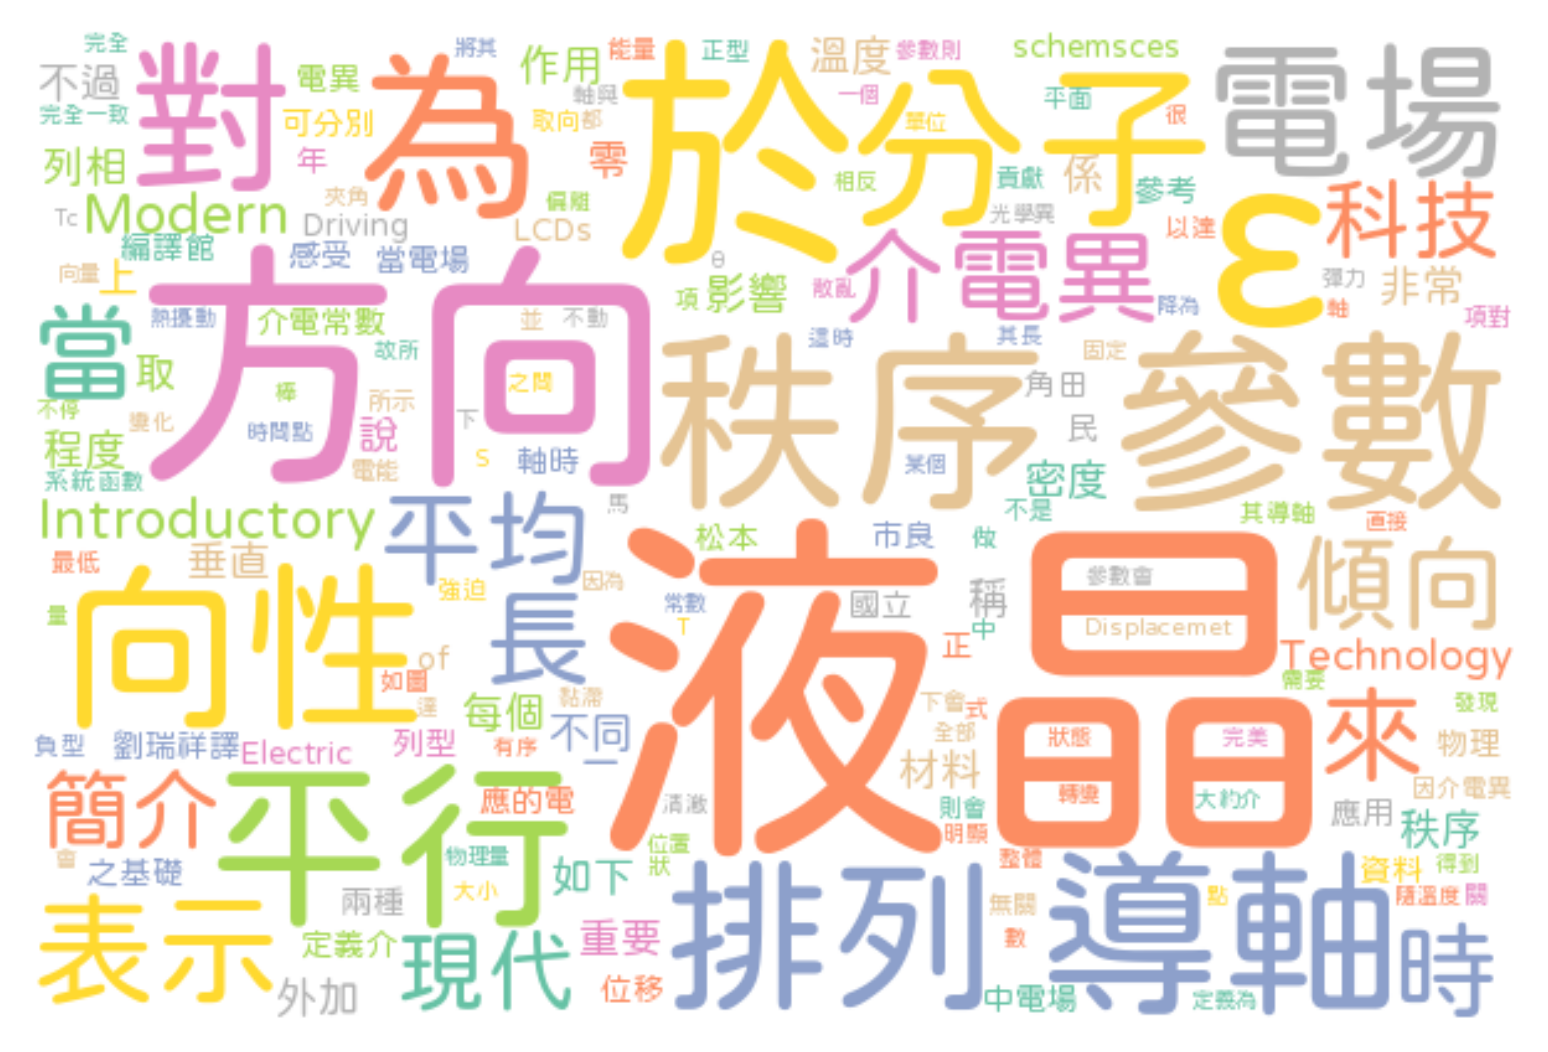 完全
將其
能量
正型
參數則
schemsces
不過
對
電異
為
作用
軸與
於分子
溫度
一個
平面
很
電場
完全一致
可分別
取向都
單位
列相
年
零
相反
貢獻
係
參考
科技
Tc
Modern
夾角
Driving
LCDs
光學異
以達
ε
編譯館
感受
當電場
θ
介電異
向量
上
影響
項
散亂
降為
彈力
非常
軸
項對
當
熱擾動
方向
介電常數
並
不動
這時
其長
故所
固定
取
秩序
參數
棒
之間
角田
不停
變化
所示
下
民
程度
時間點
說
S
軸時
某個
系統函數
電能
密度
Introductory
平均
馬
不是
其導軸
直接
松本
市良
做
最低
垂直
液晶
傾向
強迫
因為
參數會
量
向性
長
常數
國立
稱
T
中
Displacemet
of
正
Technology
如圖
需要
達
每個
黏滯
下會
式
發現
負型
劉瑞祥譯
Electric
列型
有序
不同
一
全部
狀態
完美
來
物理
簡介
平行
應的電
清澈
材料
則會
轉變
大約介
因介電異
應用
明顯
秩序
位置
狀
會
之基礎
物理量
如下
整體
資料
得到
大小
兩種
表示
排列
無關
導軸
點
隨溫度
關
定義介
現代
重要
數
時
外加
位移
中電場
定義為